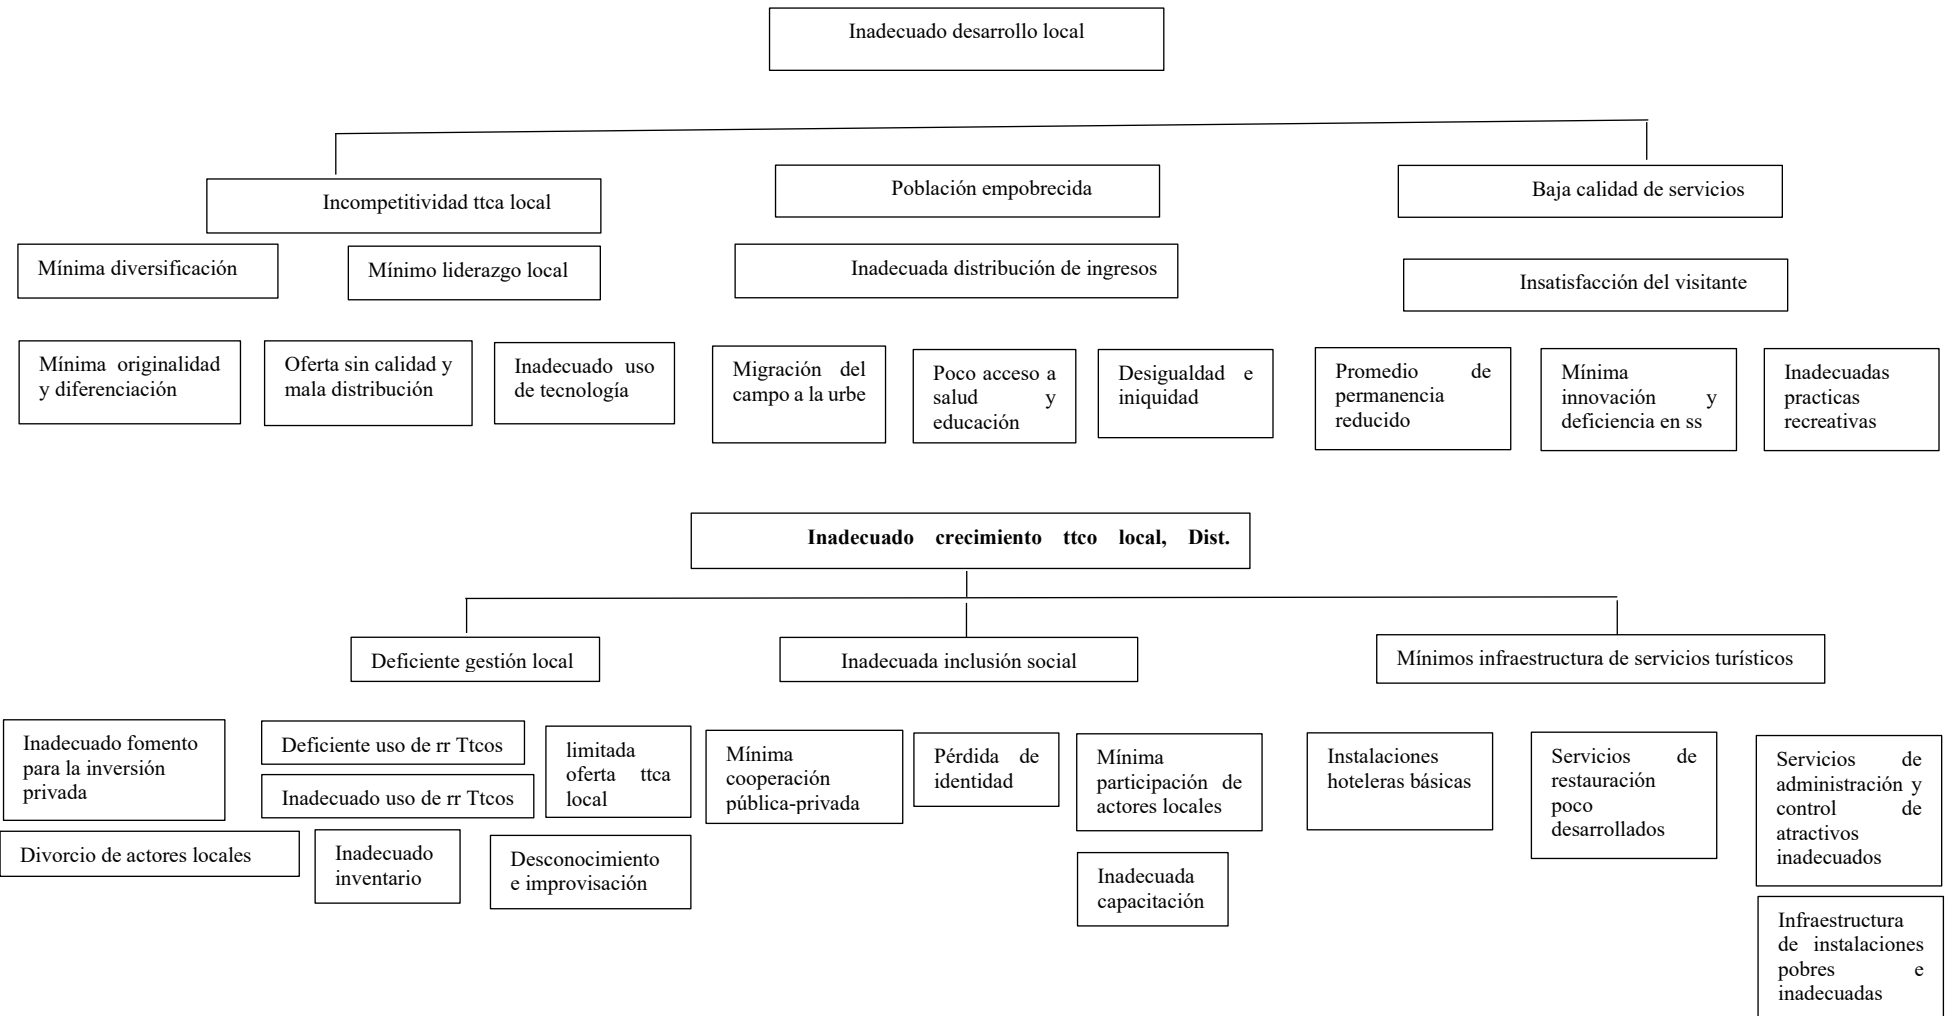 Inadecuado desarrollo local
Incompetitividad ttca local
Población empobrecida
Baja calidad de servicios
Mínima diversificación
Mínimo liderazgo local
Inadecuada distribución de ingresos
Insatisfacción del visitante
Mínima originalidad
y diferenciación
Oferta sin calidad y
mala distribución
Inadecuado uso
de tecnología
Migración del
campo a la urbe
Poco acceso a
salud y
educación
Desigualdad e
iniquidad
Promedio de
permanencia
reducido
Mínima
innovación y
deficiencia en ss
Inadecuadas
practicas
recreativas
Inadecuado crecimiento ttco local, Dist.
Deficiente gestión local
Inadecuada inclusión social
Mínimos infraestructura de servicios turísticos
Inadecuado fomento
para la inversión
privada
Deficiente uso de rr Ttcos
Inadecuado uso de rr Ttcos
limitada
oferta ttca
local
Mínima
cooperación
pública-privada
Pérdida de
identidad
Mínima
participación de
actores locales
Instalaciones
hoteleras básicas
Servicios de
restauración
poco
desarrollados
Servicios de
administración y
control de
atractivos
inadecuados
Divorcio de actores locales
Inadecuado
inventario
Desconocimiento
e improvisación
Inadecuada
capacitación
Infraestructura
de instalaciones
pobres e
inadecuadas